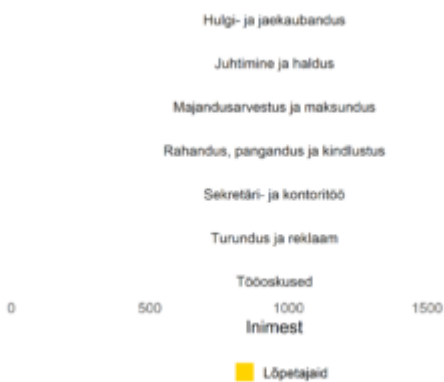 Hulgi- ja jaekaubandus
Juhtimine ja haldus
Majandusarvestus ja maksundus
Rahandus, pangandus ja kindlustus
Sekretäri- ja kontoritöö
Turundus ja reklaam
Tööoskused
0 500 1000 1500
Inimest
Lõpetajaid